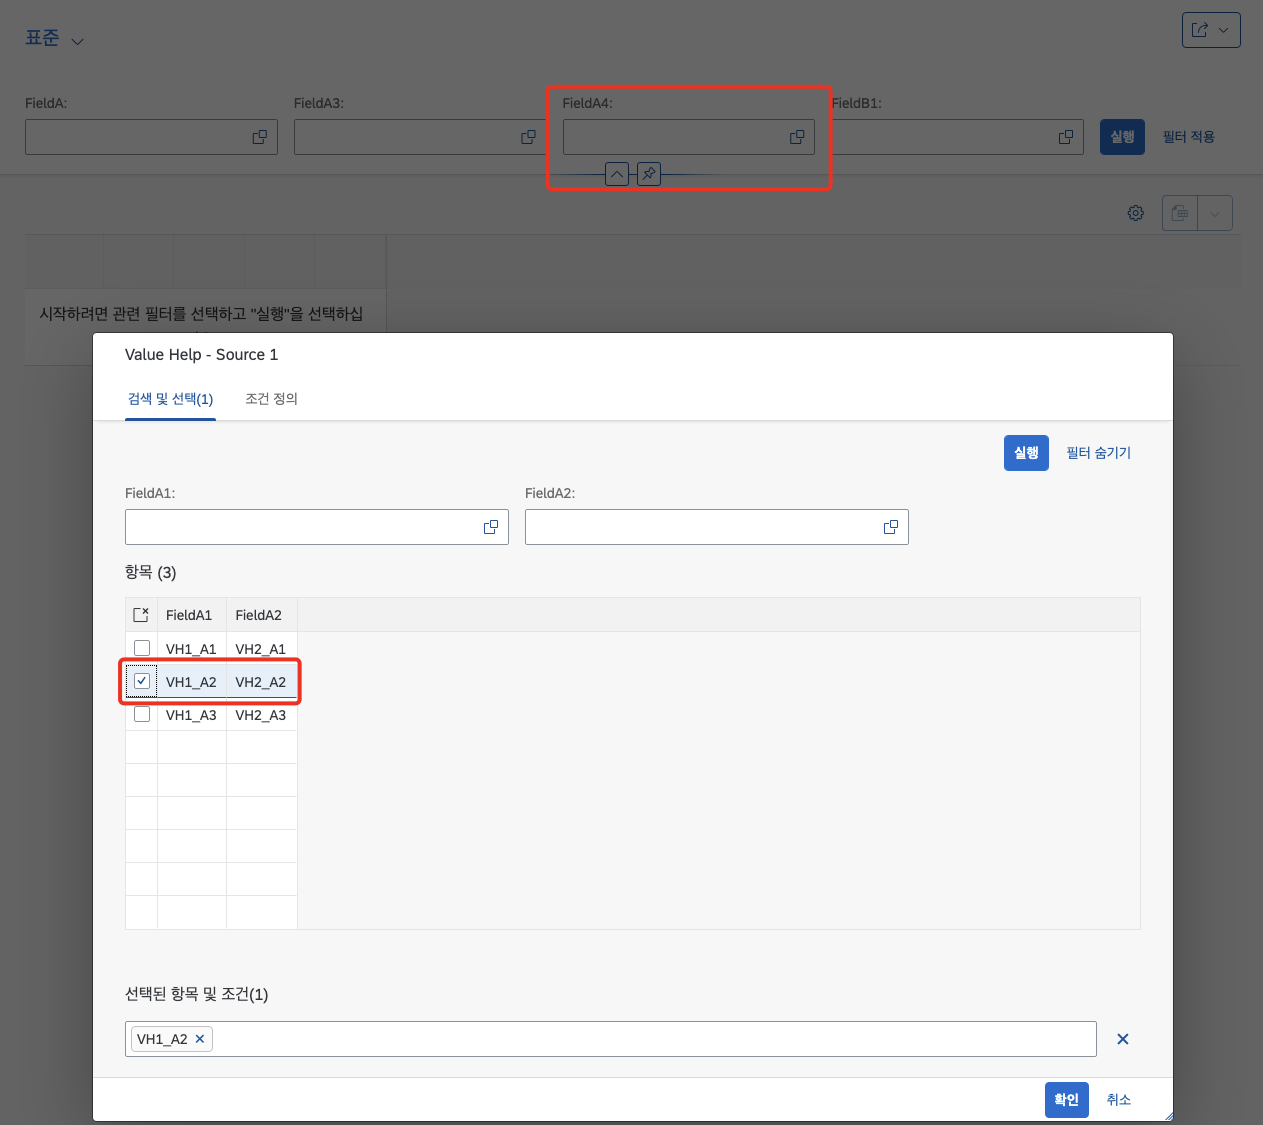 표준
FieldA: FieldA3: FieldA4: FieldB1:
실행 필터 적용
시작하려면 관련 필터를 선택하고 "실행"을 선택하십
Value Help - Source 1
검색 및 선택(1) 조건 정의
실행 필터 숨기기
FieldA1: FieldA2:
항목 (3)
FieldA1 FieldA2
VH1_A1 VH2_A1
VH1_A2 VH2_A2
VH1_A3 VH2_A3
선택된 항목 및 조건(1)
VH1_A2
확인 취소